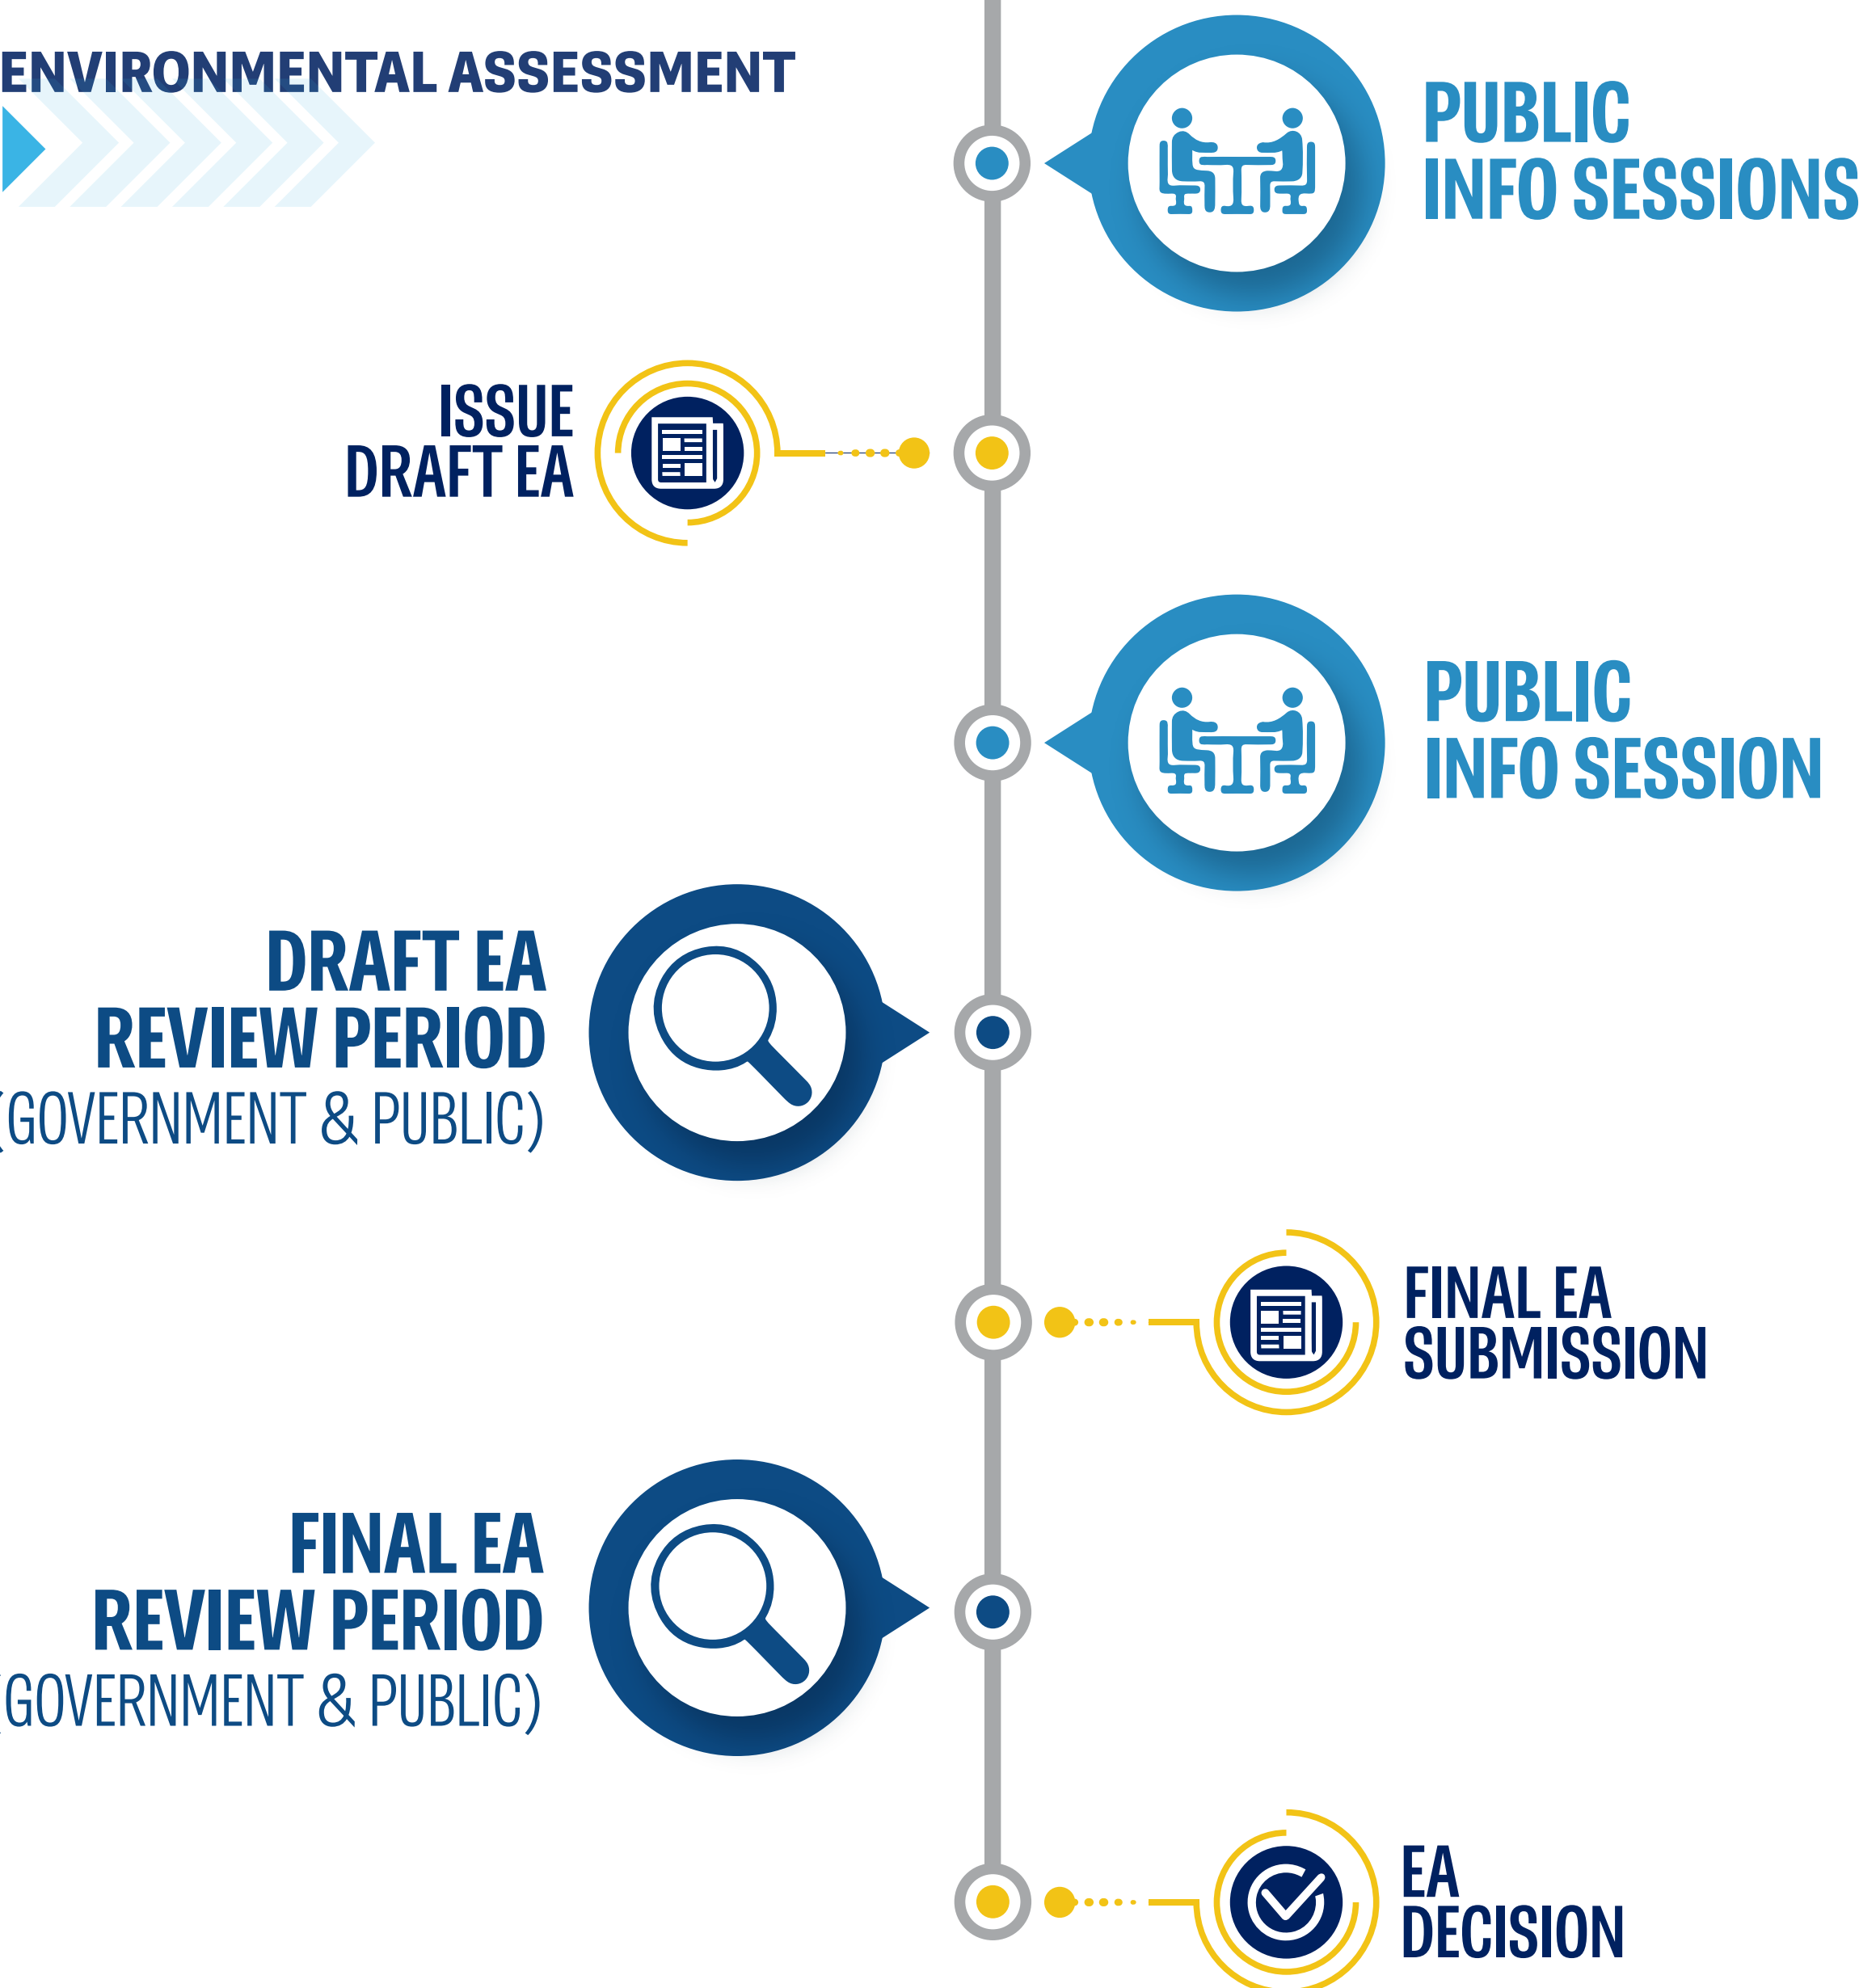 ENVIRONMENTAL ASSESSMENT
PUBLIC
INFO SESSIONS
ISSUE
DRAFT EA
PUBLIC
INFO SESSION
DRAFT EA
REVIEW PERIOD
(GOVERNMENT & PUBLIC)
FINAL EA
SUBMISSION
FINAL EA
REVIEW PERIOD
(GOVERNMENT & PUBLIC)
EA
DECISION